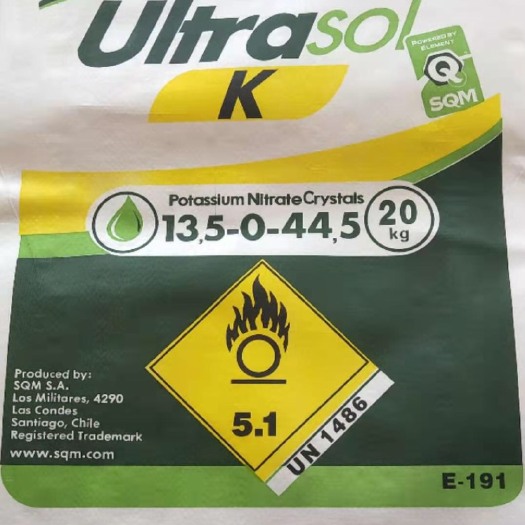 Ultrasol
POWERED BY
ELEMENT
Q
SQM
K
Potassium Nitrate Crystals
13,5-0-44,5
20
kg
5.1
UN 1486
Produced by:
SQM S.A.
Los Militares, 4290
Las Condes
Santiago, Chile
Registered Trademark
www.sqm.com
E-191